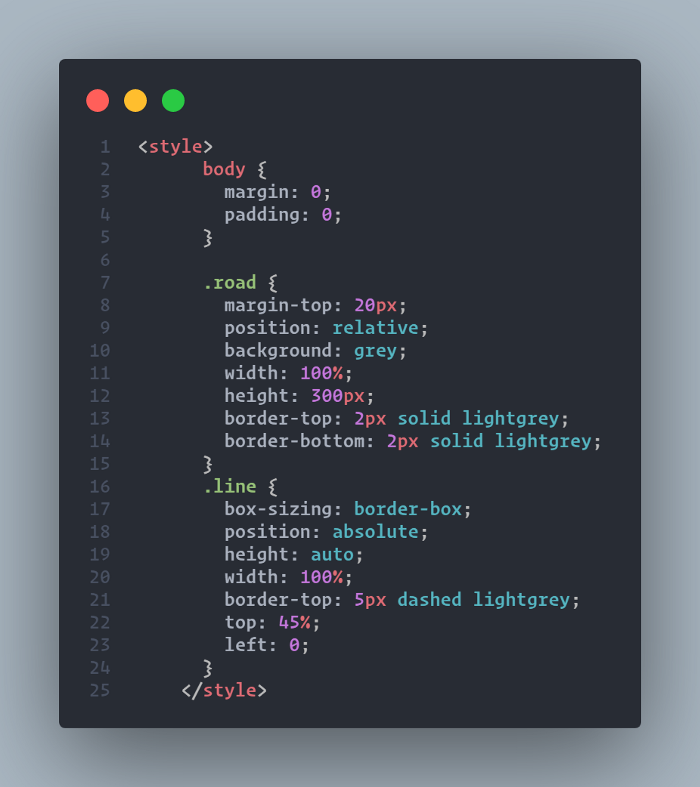 1 <style>
2 body {
3 margin: 0;
4 padding: 0;
5 }
6
7 .road {
8 margin-top: 20px;
9 position: relative;
10 background: grey;
11 width: 100%;
12 height: 300px;
13 border-top: 2px solid lightgrey;
14 border-bottom: 2px solid lightgrey;
15 }
16 .line {
17 box-sizing: border-box;
18 position: absolute;
19 height: auto;
20 width: 100%;
21 border-top: 5px dashed lightgrey;
22 top: 45%;
23 left: 0;
24 }
25 </style>